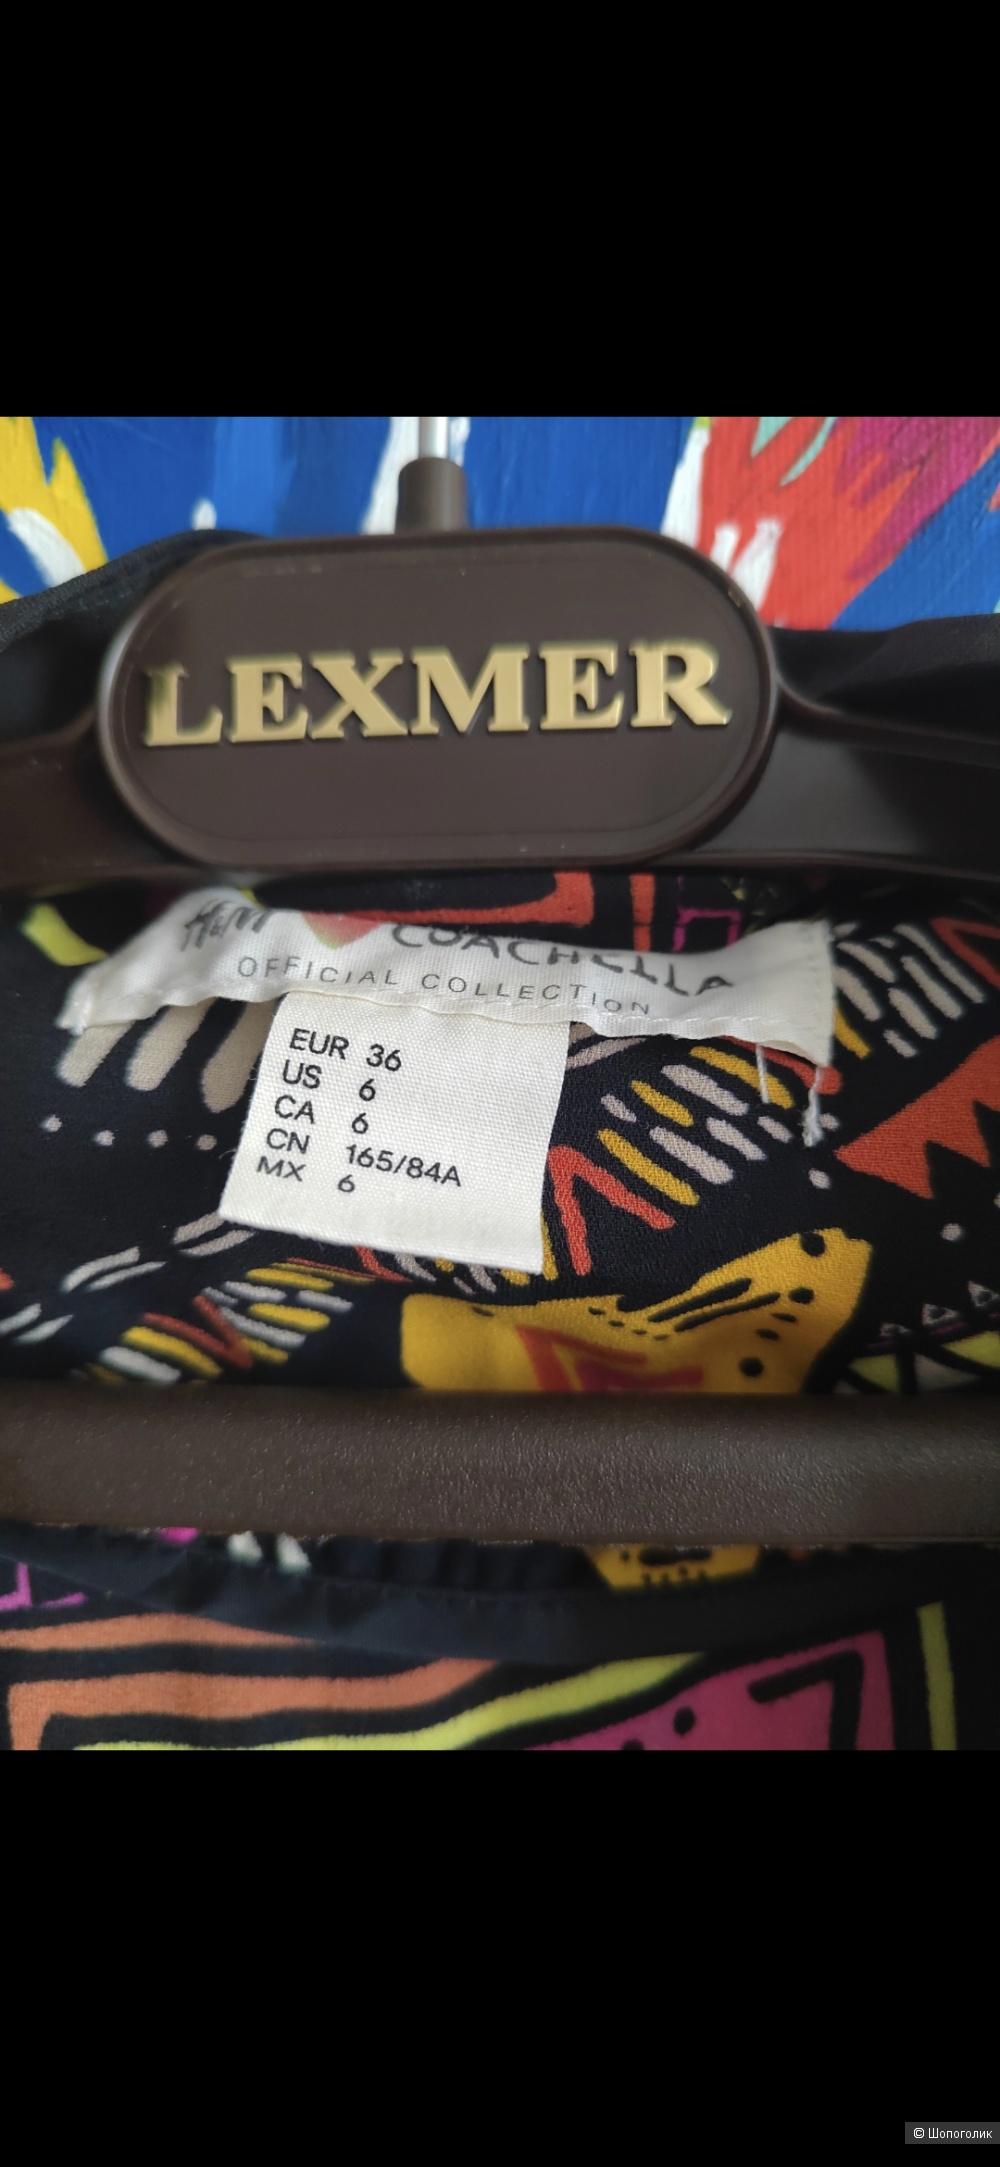 LEXMER
H&M COACHELLA
OFFICIAL COLLECTION
EUR 36
US 6
CA 6
CN 165/84A
MX 6
© Шопоголик